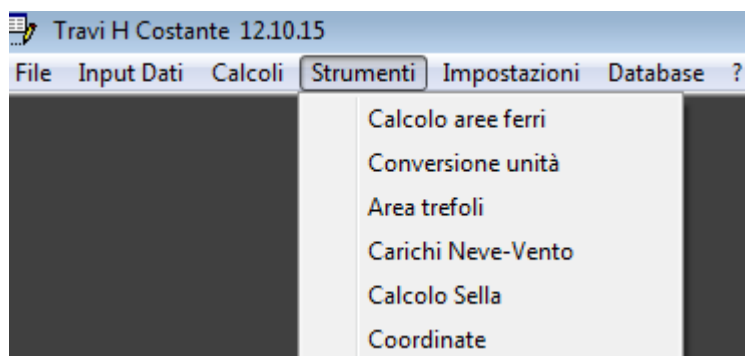 Travi H Costante 12.10.15
File Input Dati Calcoli Strumenti Impostazioni Database ?
Calcolo aree ferri
Conversione unità
Area trefoli
Carichi Neve-Vento
Calcolo Sella
Coordinate